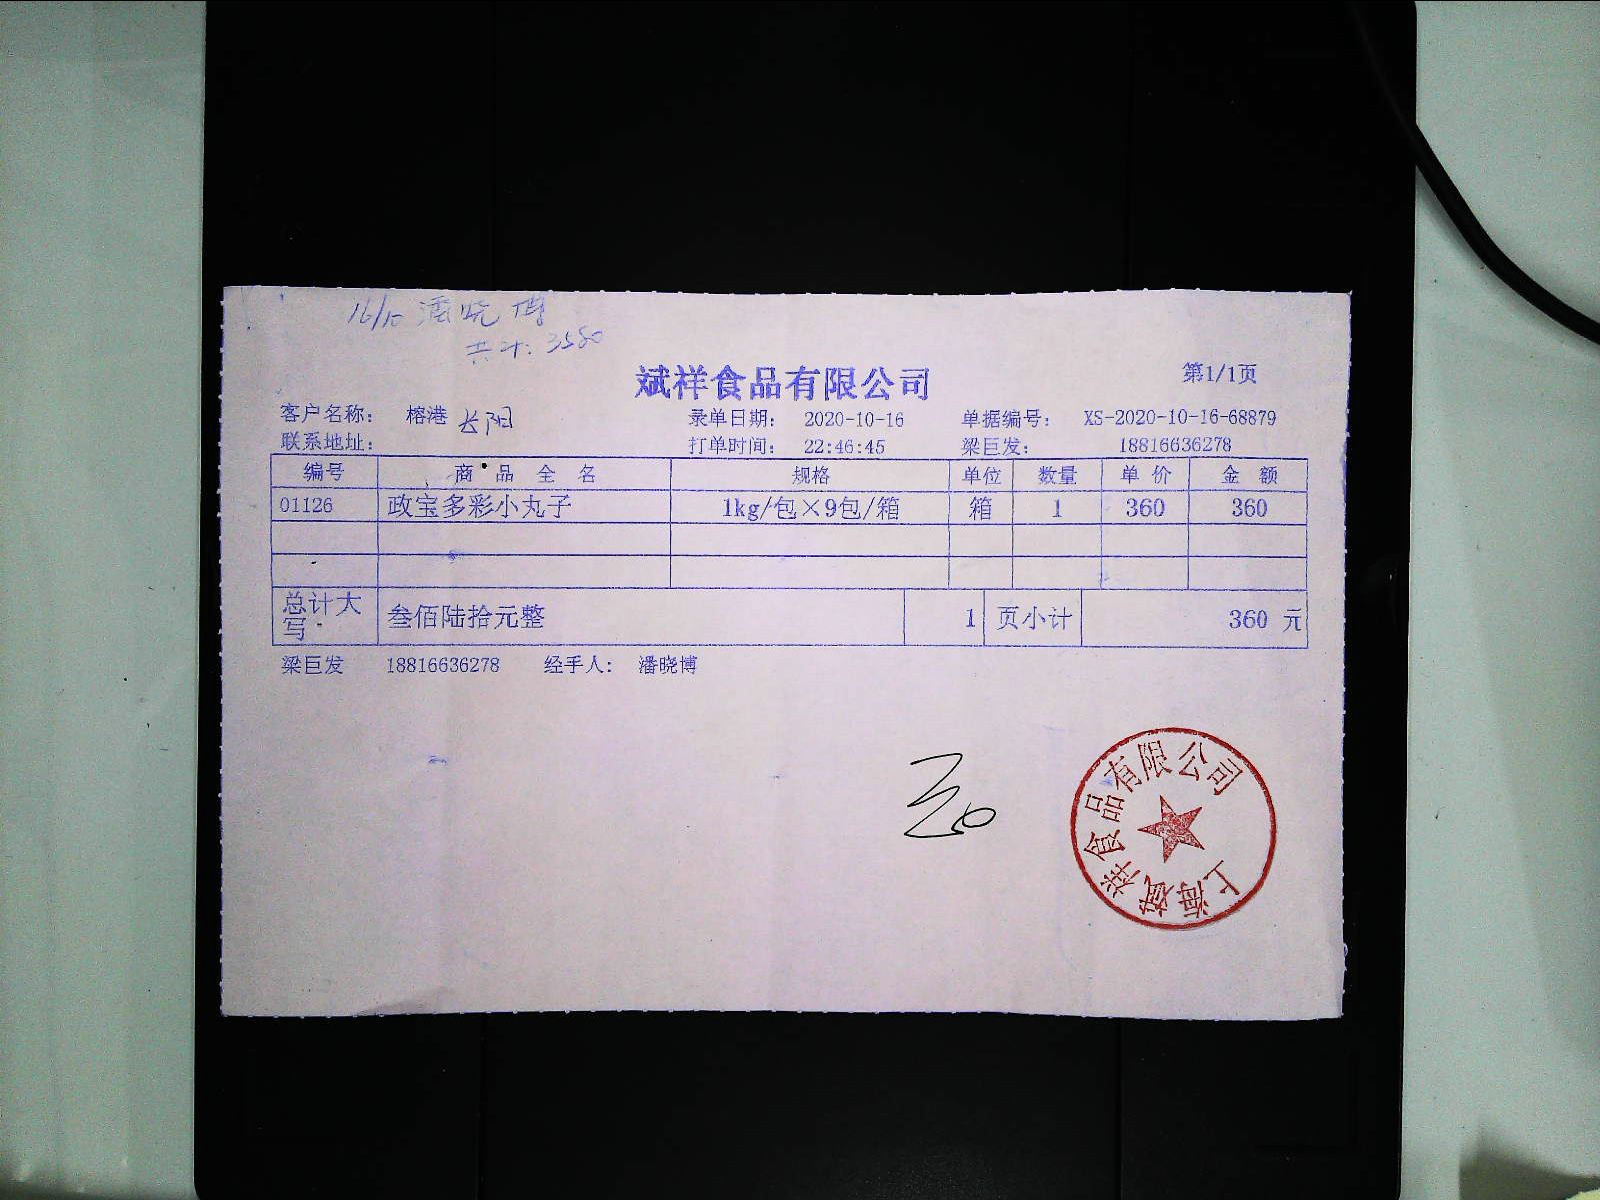 16/10 潘晓博
共计：3580
斌祥食品有限公司
第1/1页
客户名称： 榕港 长阳 录单日期： 2020-10-16 单据编号： XS-2020-10-16-68879
联系地址： 打单时间： 22:46:45 梁巨发： 18816636278
编号 商 品 全 名 规格 单位 数量 单 价 金 额
01126 政宝多彩小丸子 1kg/包×9包/箱 箱 1 360 360
总计大写 叁佰陆拾元整 1 页小计 360 元
梁巨发 18816636278 经手人： 潘晓博
上海斌祥食品有限公司